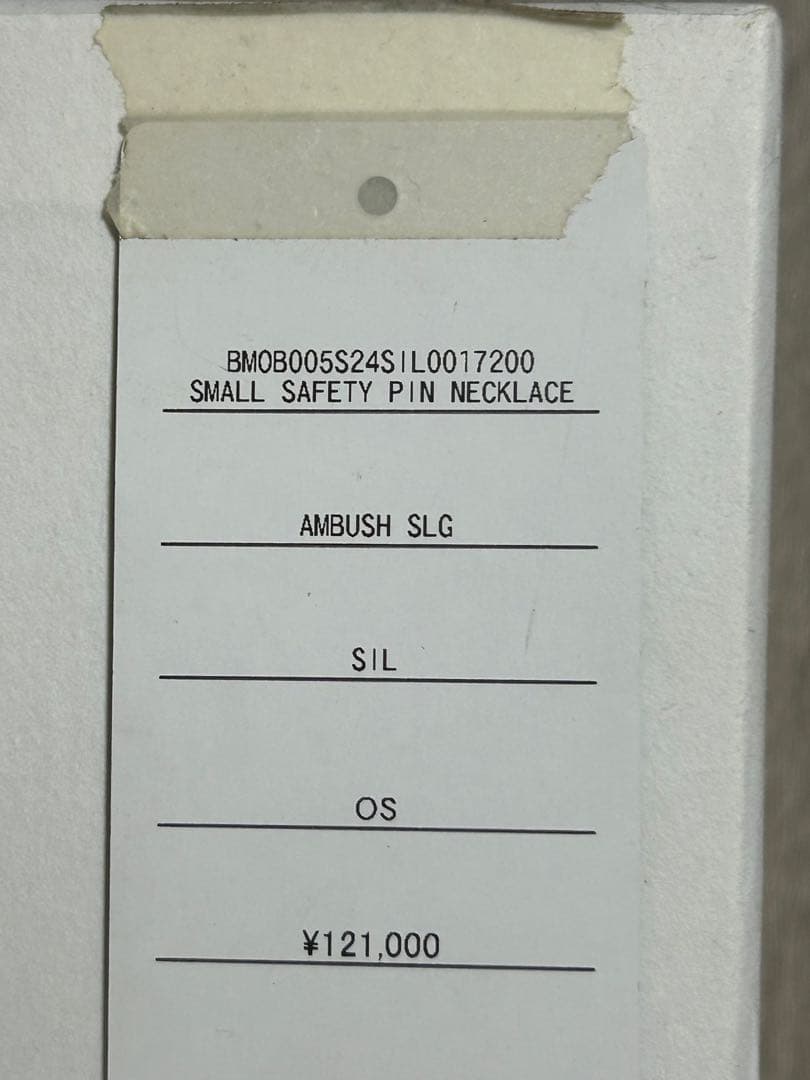 BMOB005S24SIL0017200
SMALL SAFETY PIN NECKLACE
AMBUSH SLG
SIL
OS
¥121,000